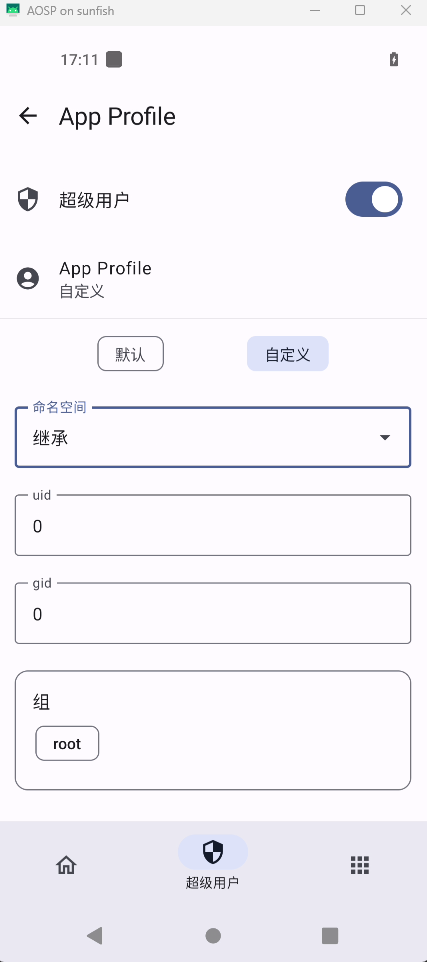 AOSP on sunfish
17:11
App Profile
超级用户
App Profile
自定义
默认
自定义
命名空间
继承
uid
0
gid
0
组
root
超级用户